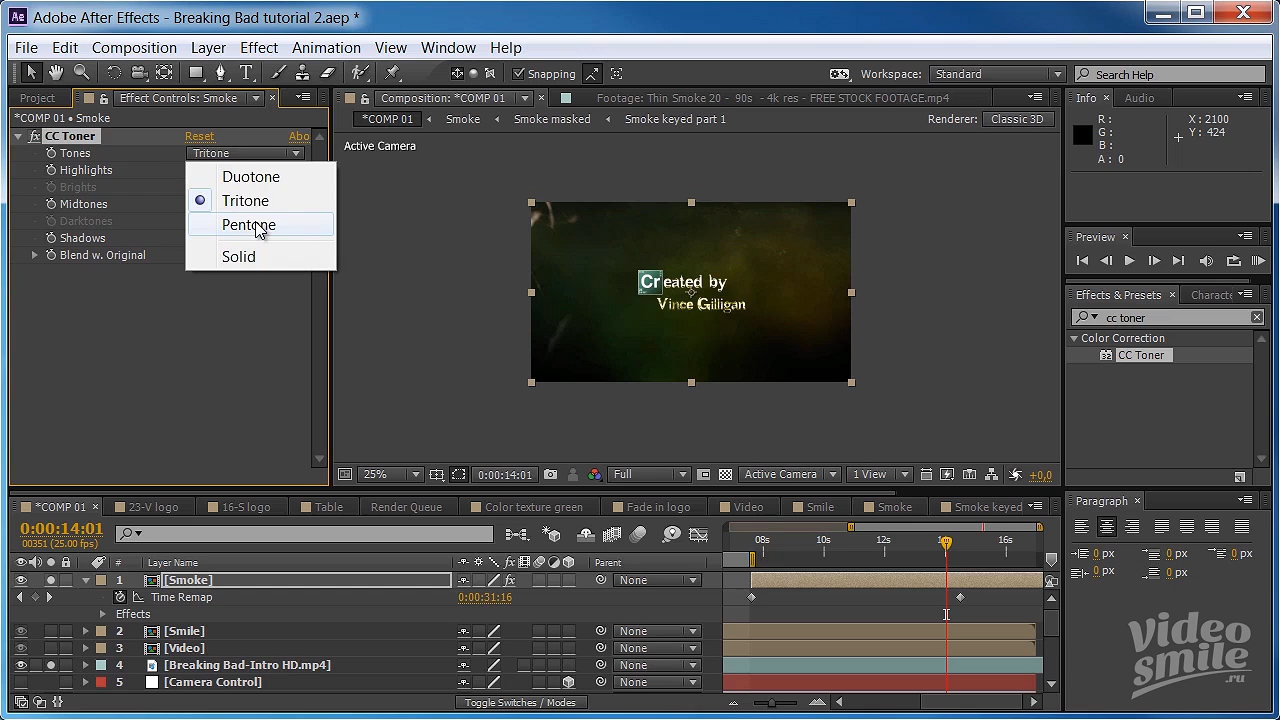 Ae Adobe After Effects - Breaking Bad tutorial 2.aep *
File Edit Composition Layer Effect Animation View Window Help
T Snapping Workspace: Standard Search Help
Project Effect Controls: Smoke
*COMP 01 • Smoke
fx CC Toner Reset Abo
Tones Tritone
Highlights
Brights
Midtones
Darktones
Shadows
Blend w. Original
Duotone
Tritone
Pentone
Solid
Composition: *COMP 01 Footage: Thin Smoke 20 - 90s - 4k res - FREE STOCK FOOTAGE.mp4
*COMP 01 Smoke Smoke masked Smoke keyed part 1 Renderer: Classic 3D
Active Camera
Created by
Vince Gilligan
25% 0:00:14:01 Full Active Camera 1 View +0,0
Info Audio
R: X: 2100
G: Y: 424
B:
A: 0
Preview
Effects & Presets Characte
cc toner
Color Correction
32 CC Toner
*COMP 01 23-V logo 16-S logo Table Render Queue Color texture green Fade in logo Video Smile Smoke Smoke keyed
0:00:14:01
00351 (25.00 fps)
08s 10s 12s 16s
# Layer Name fx Parent
1 [Smoke] fx None
Time Remap 0:00:31:16
Effects
2 [Smile] None
3 [Video] None
4 [Breaking Bad-Intro HD.mp4] None
5 [Camera Control] None
Toggle Switches / Modes
Paragraph
0 px 0 px 0 px
0 px 0 px
VIDEO
SMILE
.RU